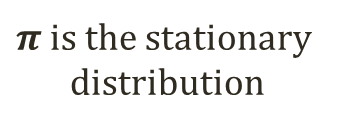 π is the stationary
distribution